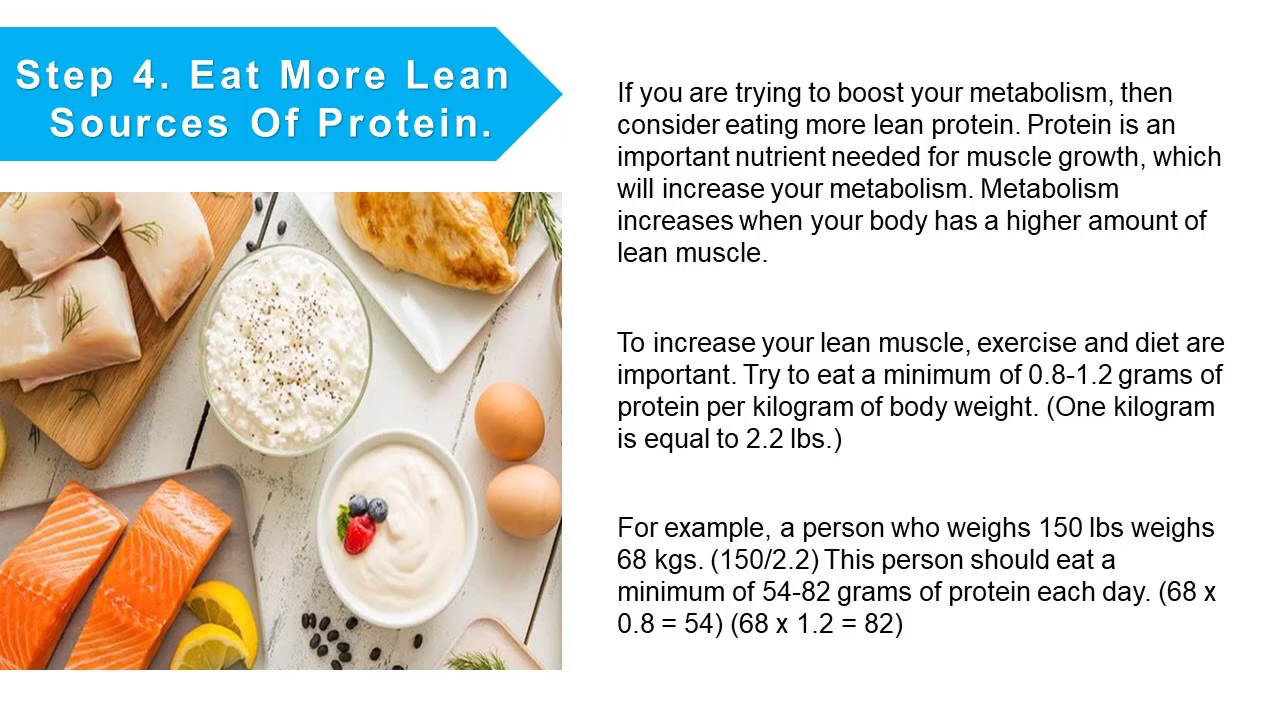 Step 4. Eat More Lean
Sources Of Protein.
If you are trying to boost your metabolism, then
consider eating more lean protein. Protein is an
important nutrient needed for muscle growth, which
will increase your metabolism. Metabolism
increases when your body has a higher amount of
lean muscle.
To increase your lean muscle, exercise and diet are
important. Try to eat a minimum of 0.8-1.2 grams of
protein per kilogram of body weight. (One kilogram
is equal to 2.2 lbs.)
For example, a person who weighs 150 lbs weighs
68 kgs. (150/2.2) This person should eat a
minimum of 54-82 grams of protein each day. (68 x
0.8 = 54) (68 x 1.2 = 82)